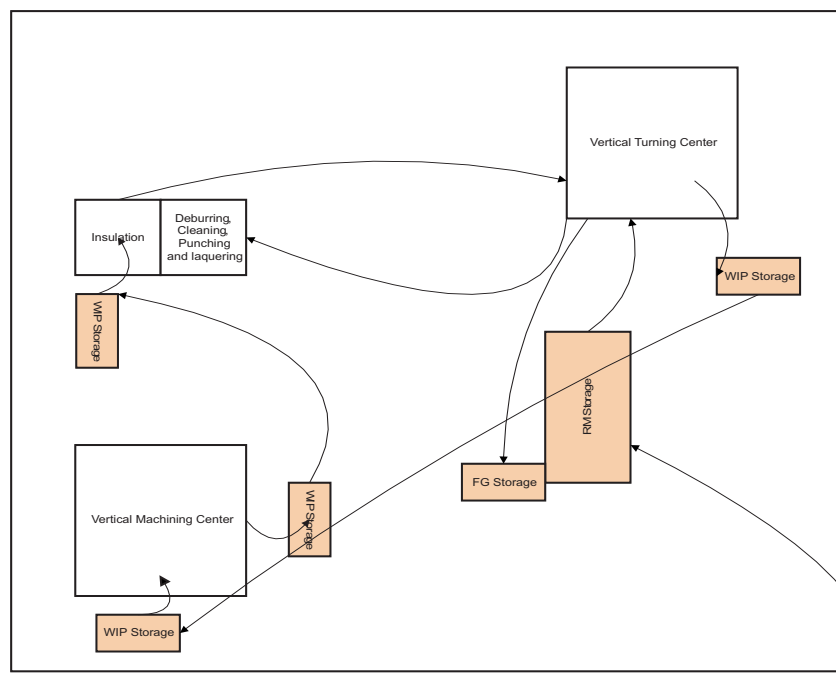 Vertical Turning Center
Insulation
Deburring,
Cleaning,
Punching
and laquering
WIP Storage
WIP Storage
RM Storage
FG Storage
WIP Storage
Vertical Machining Center
WIP Storage